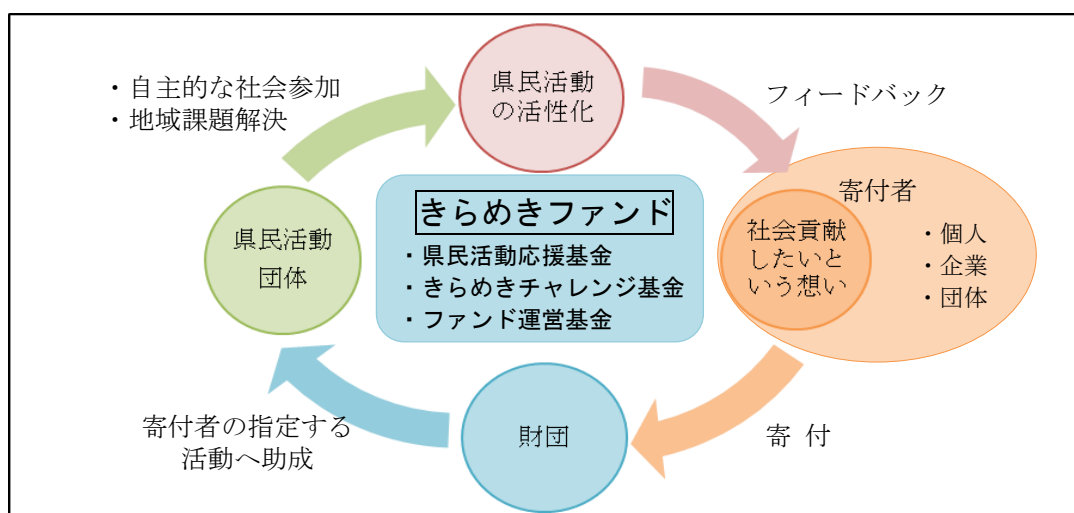 県民活動
の活性化
・自主的な社会参加
・地域課題解決
フィードバック
寄付者
社会貢献
したいと
いう想い
・個人
・企業
・団体
きらめきファンド
・県民活動応援基金
・きらめきチャレンジ基金
・ファンド運営基金
県民活動
団体
寄付者の指定する
活動へ助成
財団
寄 付